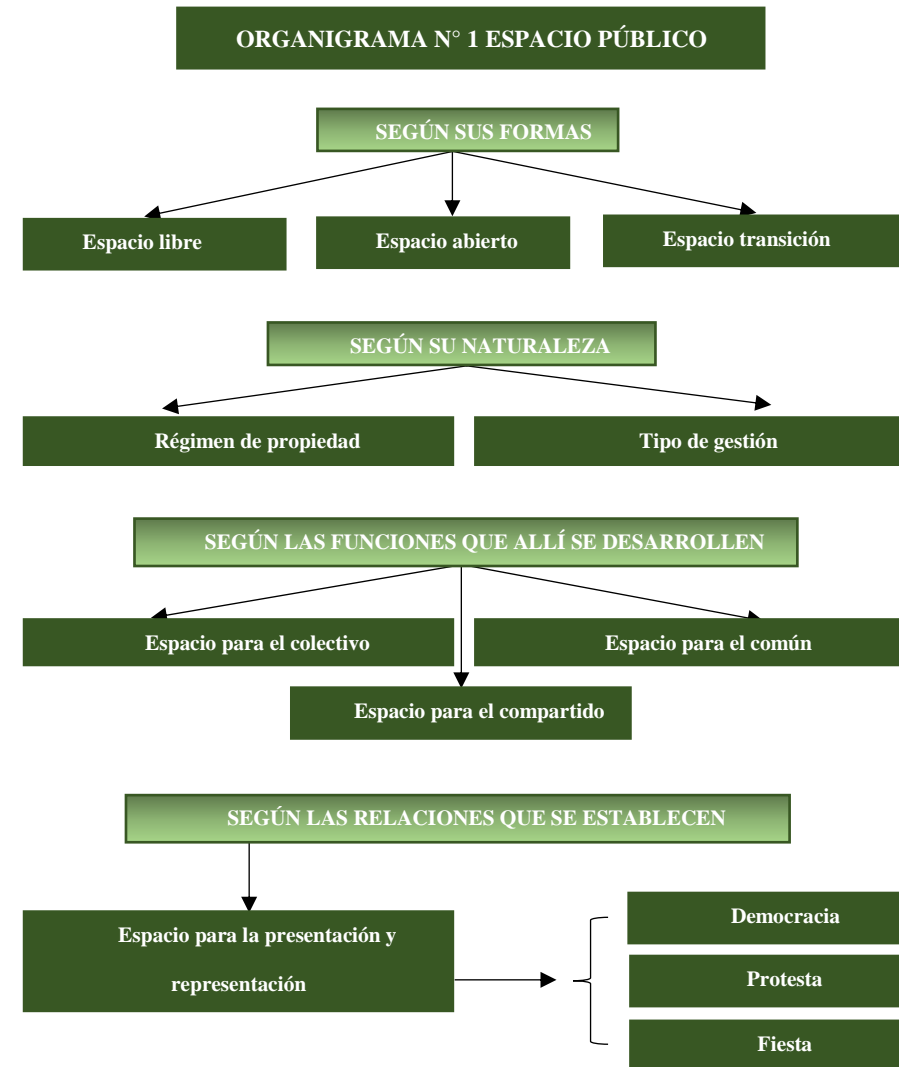 ORGANIGRAMA N° 1 ESPACIO PÚBLICO
SEGÚN SUS FORMAS
Espacio libre
Espacio abierto
Espacio transición
SEGÚN SU NATURALEZA
Régimen de propiedad
Tipo de gestión
SEGÚN LAS FUNCIONES QUE ALLÍ SE DESARROLLEN
Espacio para el colectivo
Espacio para el común
Espacio para el compartido
SEGÚN LAS RELACIONES QUE SE ESTABLECEN
Espacio para la presentación y
representación
Democracia
Protesta
Fiesta